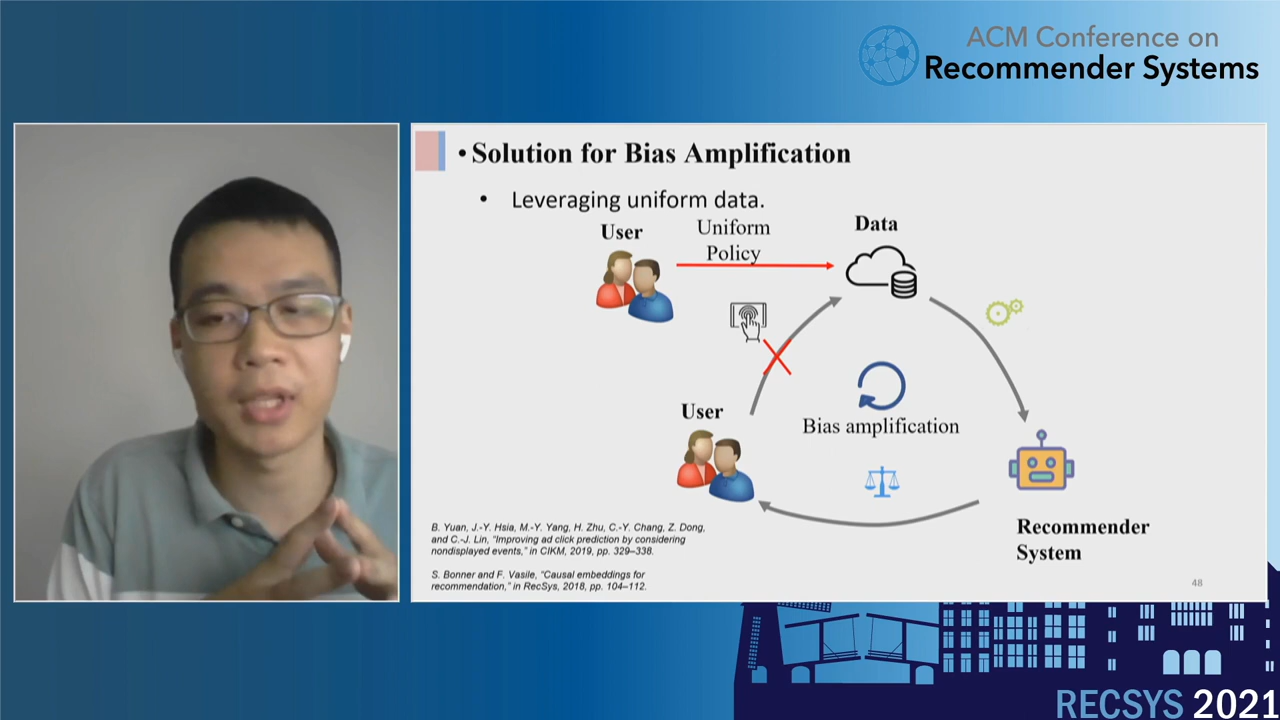 ACM Conference on
Recommender Systems
• Solution for Bias Amplification
• Leveraging uniform data.
User
Uniform
Policy
Data
User
Bias amplification
Recommender
System
B. Yuan, J.-Y. Hsia, M.-Y. Yang, H. Zhu, C.-Y. Chang, Z. Dong,
and C.-J. Lin, “Improving ad click prediction by considering
nondisplayed events,” in CIKM, 2019, pp. 329–338.
S. Bonner and F. Vasile, “Causal embeddings for
recommendation,” in RecSys, 2018, pp. 104–112.
48
RECSYS 2021